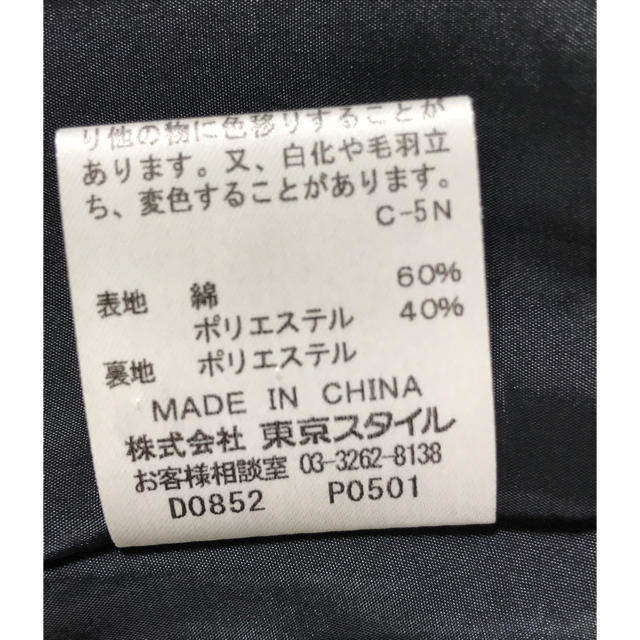 り他の物に色移りすることが
あります。又、白化や毛羽立
ち、変色することがあります。
C-5N
表地 綿 60%
ポリエステル 40%
裏地 ポリエステル
MADE IN CHINA
株式会社 東京スタイル
お客様相談室 03-3262-8138
D0852 P0501